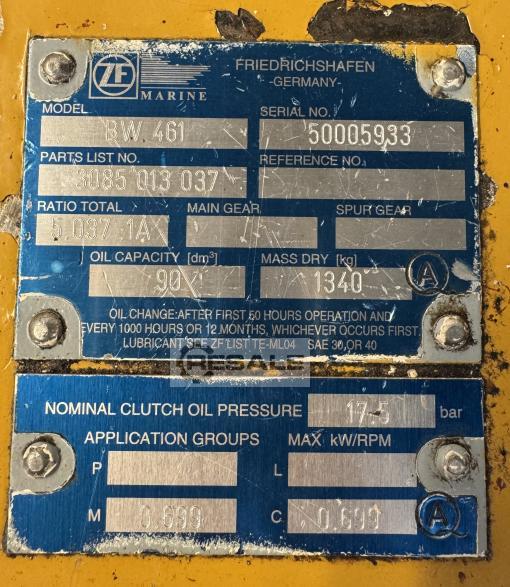 ZF
MARINE
FRIEDRICHSHAFEN
-GERMANY-
MODEL SERIAL NO.
BW 461 50005933
PARTS LIST NO. REFERENCE NO.
3085 013 037
RATIO TOTAL MAIN GEAR SPUR GEAR
5 037 1A
OIL CAPACITY [dm³] MASS DRY [kg]
90 1340 A
OIL CHANGE:AFTER FIRST 50 HOURS OPERATION AND
EVERY 1000 HOURS OR 12 MONTHS, WHICHEVER OCCURS FIRST.
LUBRICANT SEE ZF LIST TE-ML04 SAE 30 OR 40
RESALE
NOMINAL CLUTCH OIL PRESSURE 17.5 bar
APPLICATION GROUPS MAX kW/RPM
P L
M 0.699 C 0.699 A